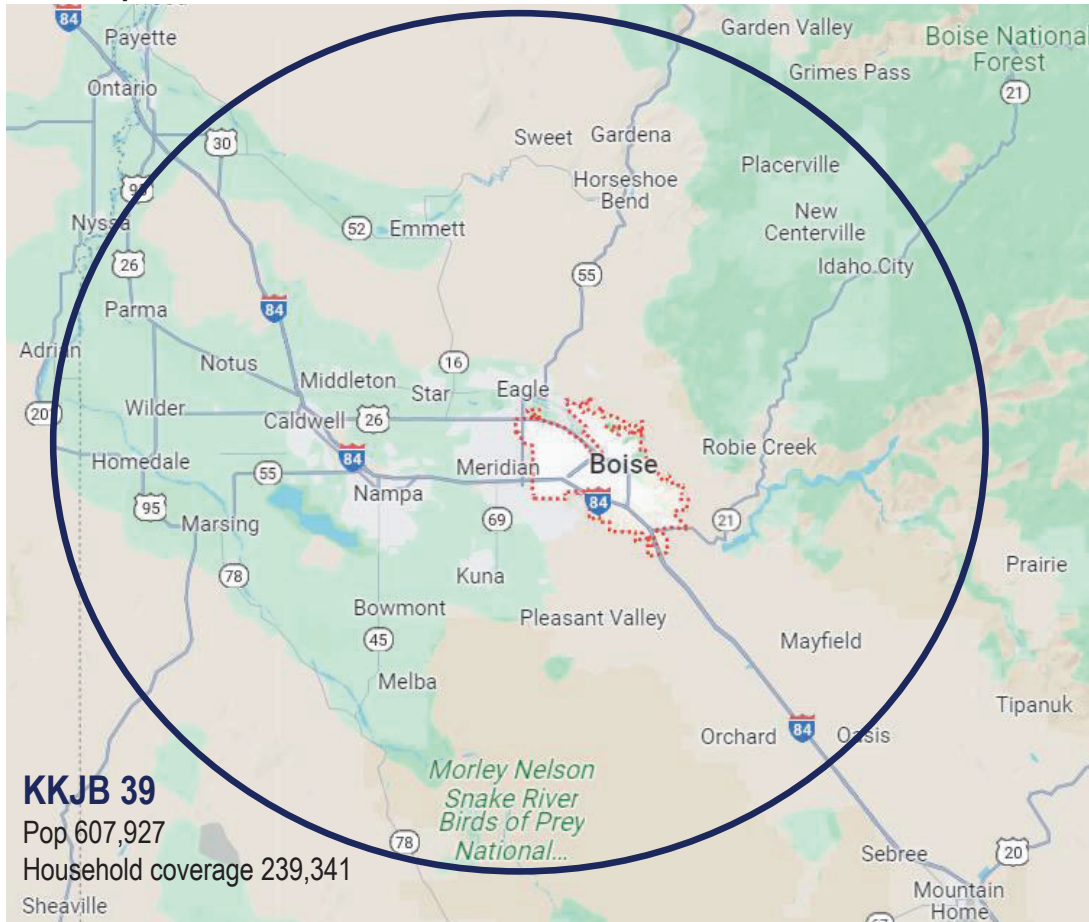 84
Payette
Garden Valley
Boise National
Forest
Grimes Pass
Ontario
21
30
Sweet
Gardena
Placerville
95
Horseshoe
Bend
New
Centerville
Nyssa
52
Emmett
26
55
Idaho City
84
Parma
Adrian
Notus
16
Middleton
Star
Eagle
201
Wilder
Caldwell
26
Robie Creek
Homedale
55
84
Meridian
Boise
Nampa
84
95
Marsing
69
21
78
Kuna
Prairie
Bowmont
Pleasant Valley
45
Mayfield
Melba
Tipanuk
84
Orchard
Oasis
Morley Nelson
Snake River
Birds of Prey
National...
KKJB 39
Pop 607,927
Household coverage 239,341
78
Sebree
20
Sheaville
Mountain
Home